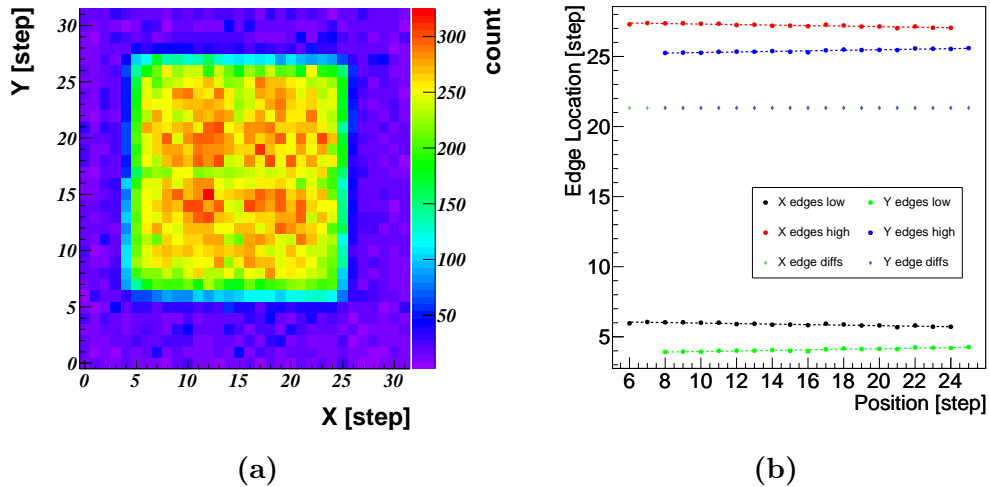 Y [step]
30
25
20
15
10
5
0
0 5 10 15 20 25 30
X [step]
count
300
250
200
150
100
50
(a)
Edge Location [step]
25
20
15
10
5
X edges low
Y edges low
X edges high
Y edges high
X edge diffs
Y edge diffs
6 8 10 12 14 16 18 20 22 24
Position [step]
(b)